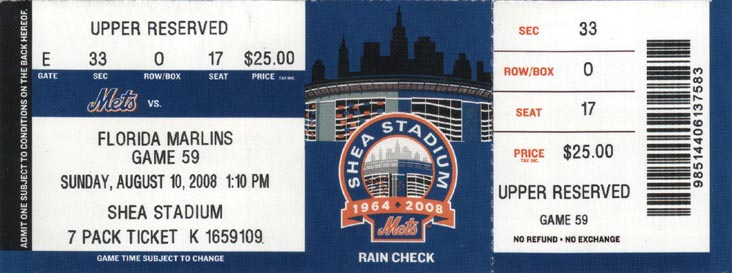 ADMIT ONE SUBJECT TO CONDITIONS ON THE BACK HEREOF.
UPPER RESERVED
E 33 0 17 $25.00
GATE SEC ROW/BOX SEAT PRICE TAX INC.
Mets VS.
FLORIDA MARLINS
GAME 59
SUNDAY, AUGUST 10, 2008 1:10 PM
SHEA STADIUM
7 PACK TICKET K 1659109
GAME TIME SUBJECT TO CHANGE
SHEA STADIUM
1964 2008
Mets
RAIN CHECK
SEC 33
ROW/BOX 0
SEAT 17
PRICE $25.00
TAX INC.
UPPER RESERVED
GAME 59
NO REFUND • NO EXCHANGE
98514406137583